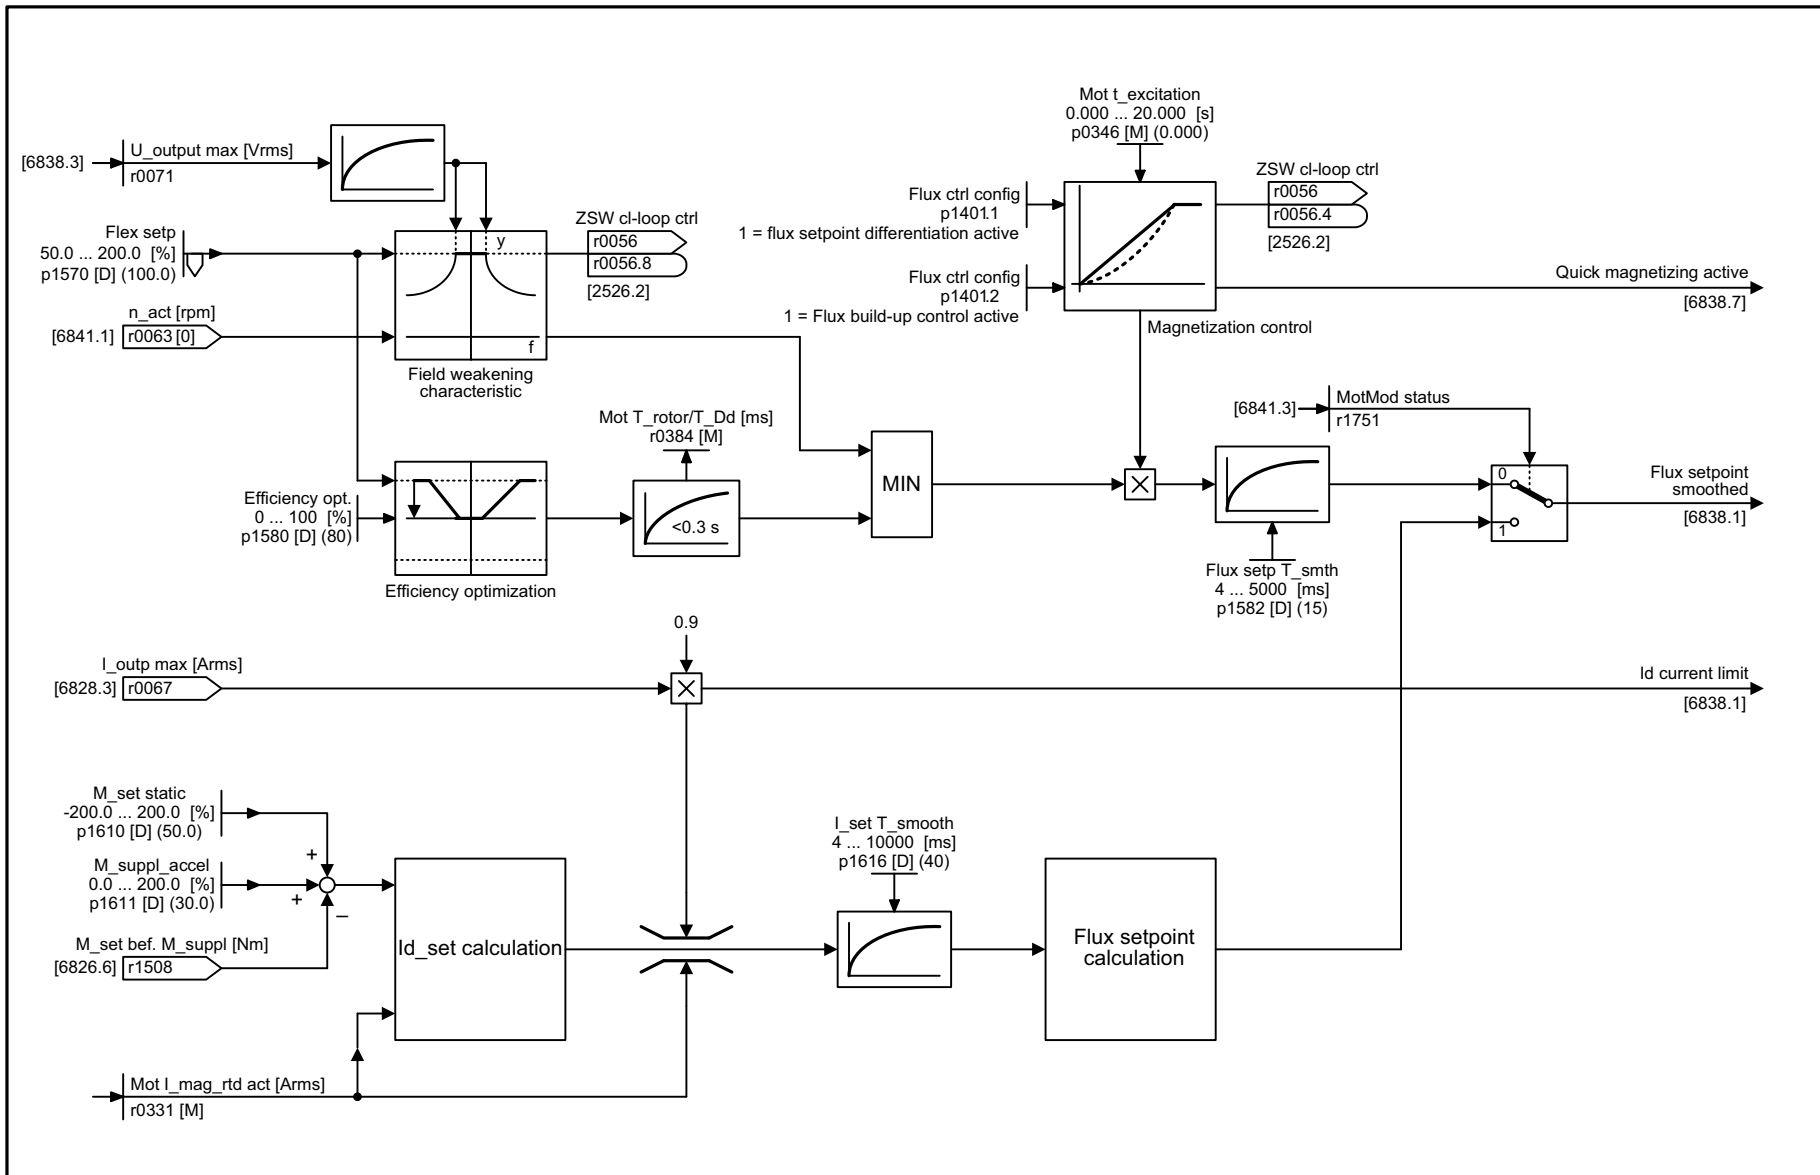 Mot t_excitation
0.000 ... 20.000 [s]
p0346 [M] (0.000)
[6838.3]
U_output max [Vrms]
r0071
ZSW cl-loop ctrl
r0056
r0056.4
[2526.2]
Flux ctrl config
p1401.1
1 = flux setpoint differentiation active
Flex setp
50.0 ... 200.0 [%]
p1570 [D] (100.0)
y
ZSW cl-loop ctrl
r0056
r0056.8
[2526.2]
Flux ctrl config
p1401.2
1 = Flux build-up control active
Quick magnetizing active
[6838.7]
n_act [rpm]
[6841.1]
r0063 [0]
f
Magnetization control
Field weakening
characteristic
Mot T_rotor/T_Dd [ms]
r0384 [M]
[6841.3]
MotMod status
r1751
Efficiency opt.
0 ... 100 [%]
p1580 [D] (80)
<0.3 s
MIN
0
1
Flux setpoint
smoothed
[6838.1]
Efficiency optimization
Flux setp T_smth
4 ... 5000 [ms]
p1582 [D] (15)
0.9
I_outp max [Arms]
[6828.3]
r0067
Id current limit
[6838.1]
M_set static
-200.0 ... 200.0 [%]
p1610 [D] (50.0)
+
M_suppl_accel
0.0 ... 200.0 [%]
p1611 [D] (30.0)
+
–
M_set bef. M_suppl [Nm]
[6826.6]
r1508
Id_set calculation
I_set T_smooth
4 ... 10000 [ms]
p1616 [D] (40)
Flux setpoint
calculation
Mot I_mag_rtd act [Arms]
r0331 [M]